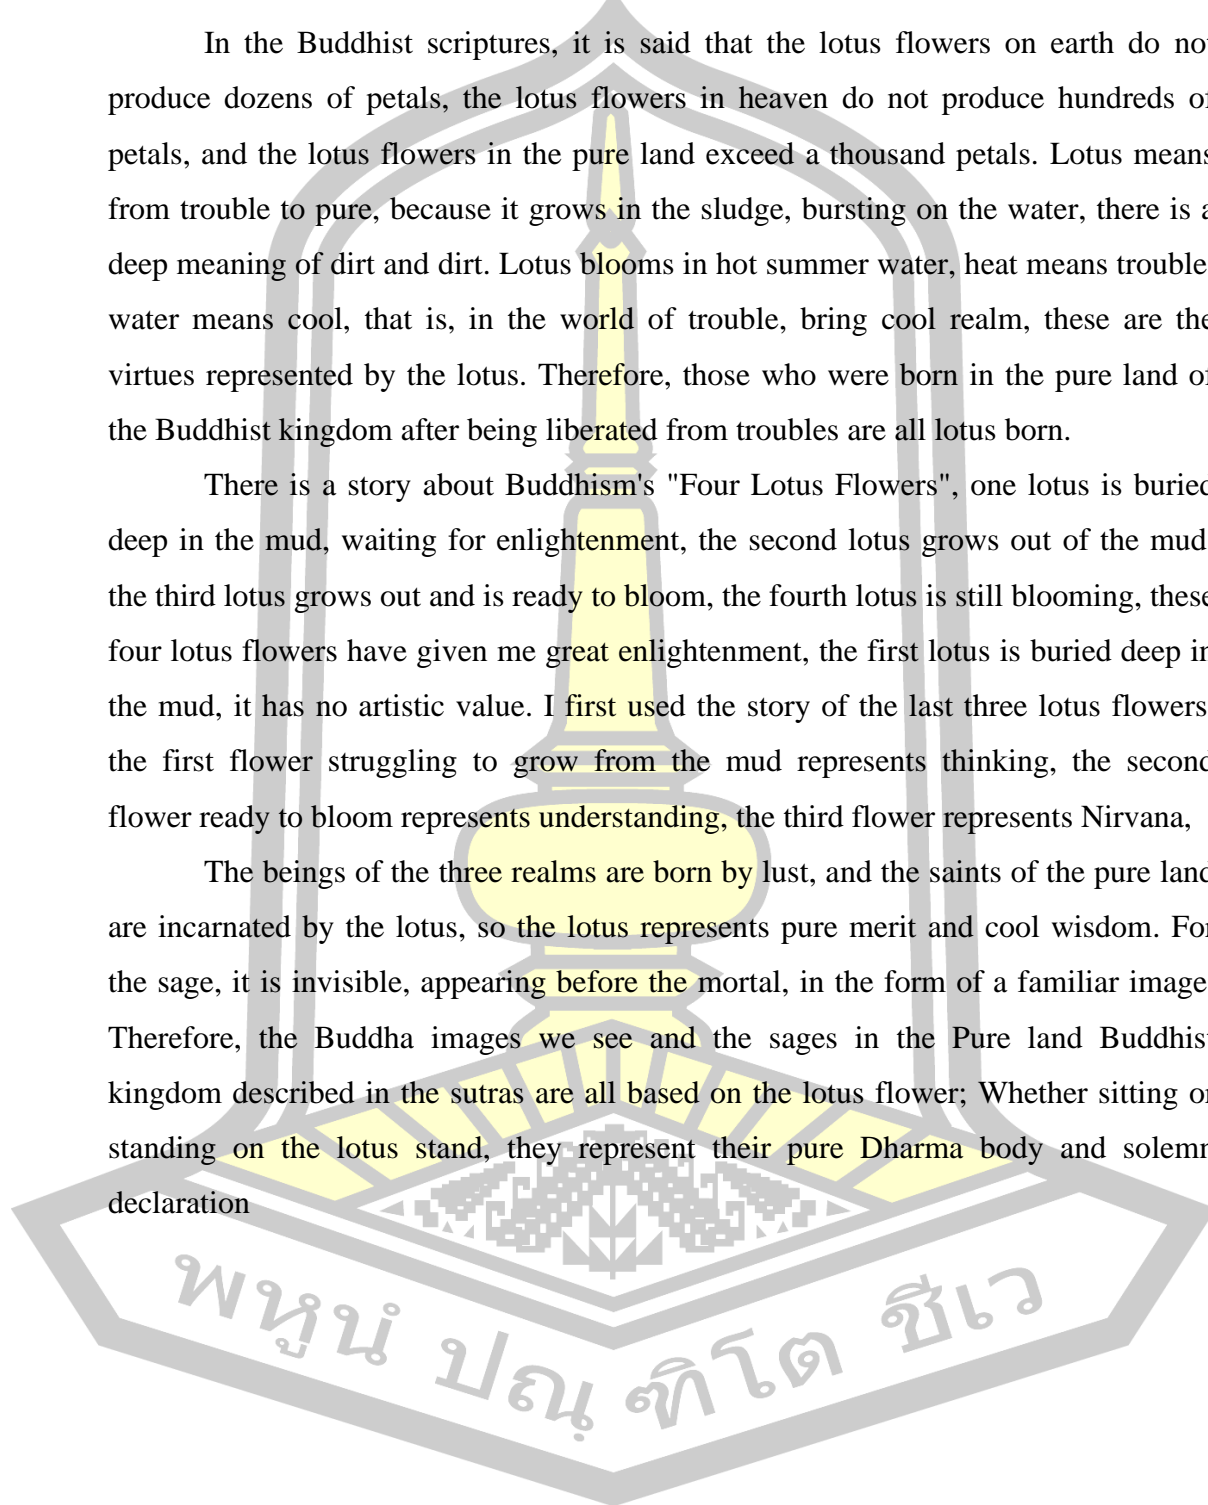 In the Buddhist scriptures, it is said that the lotus flowers on earth do not
produce dozens of petals, the lotus flowers in heaven do not produce hundreds of
petals, and the lotus flowers in the pure land exceed a thousand petals. Lotus means
from trouble to pure, because it grows in the sludge, bursting on the water, there is a
deep meaning of dirt and dirt. Lotus blooms in hot summer water, heat means trouble
water means cool, that is, in the world of trouble, bring cool realm, these are the
virtues represented by the lotus. Therefore, those who were born in the pure land of
the Buddhist kingdom after being liberated from troubles are all lotus born.
There is a story about Buddhism's "Four Lotus Flowers", one lotus is buried
deep in the mud, waiting for enlightenment, the second lotus grows out of the mud
the third lotus grows out and is ready to bloom, the fourth lotus is still blooming, these
four lotus flowers have given me great enlightenment, the first lotus is buried deep in
the mud, it has no artistic value. I first used the story of the last three lotus flowers
the first flower struggling to grow from the mud represents thinking, the second
flower ready to bloom represents understanding, the third flower represents Nirvana,
The beings of the three realms are born by lust, and the saints of the pure land
are incarnated by the lotus, so the lotus represents pure merit and cool wisdom. For
the sage, it is invisible, appearing before the mortal, in the form of a familiar image
Therefore, the Buddha images we see and the sages in the Pure land Buddhist
kingdom described in the sutras are all based on the lotus flower; Whether sitting or
standing on the lotus stand, they represent their pure Dharma body and solemn
declaration
พหูนํ ปณฺฑิโต ชีเว